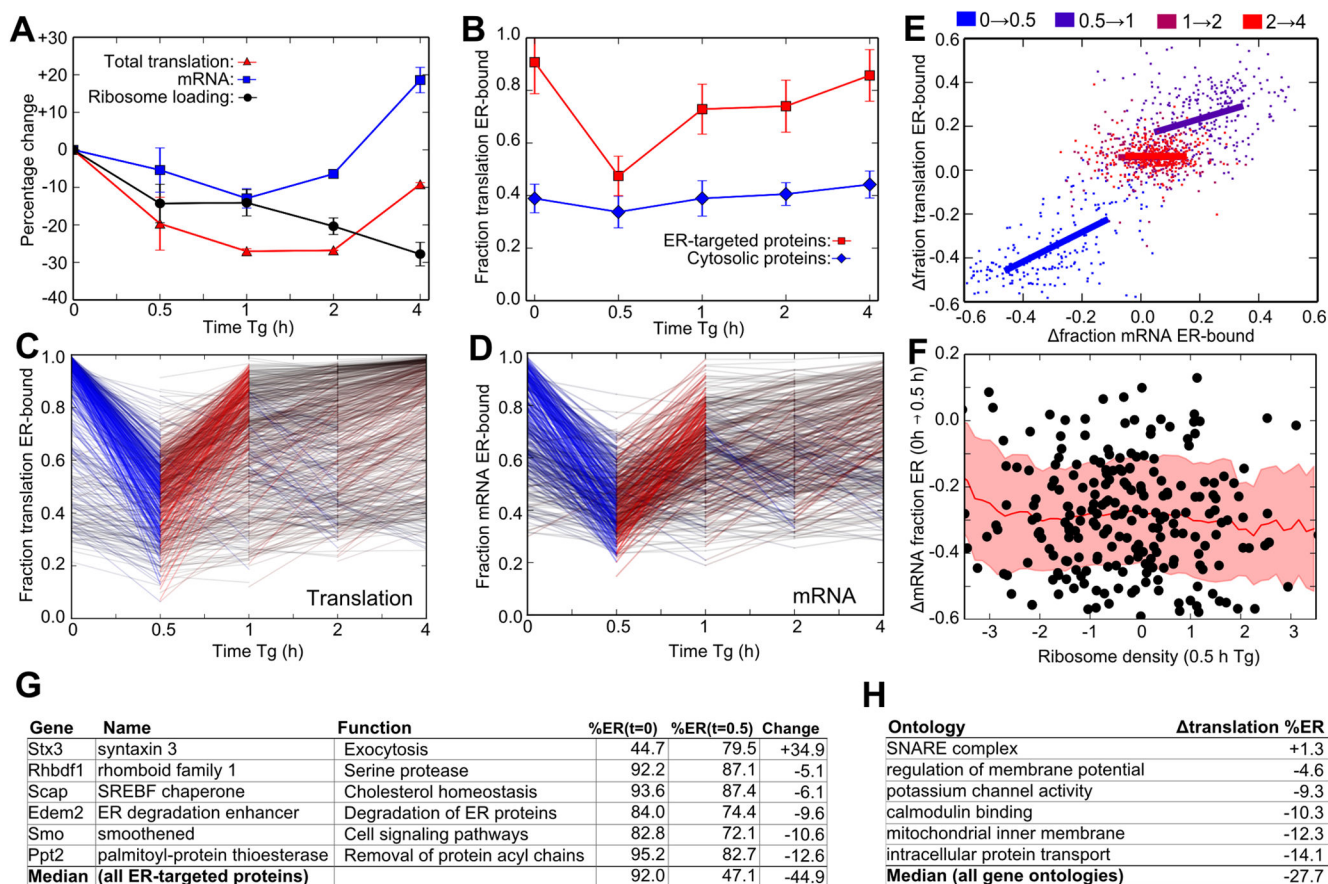 A
+30
+20
+10
0
-10
-20
-30
-40
Percentage change
Total translation:
mRNA:
Ribosome loading:
0 0.5 1 2 4
Time Tg (h)
B
1.0
0.8
0.6
0.4
0.2
0.0
Fraction translation ER-bound
ER-targeted proteins:
Cytosolic proteins:
0 0.5 1 2 4
Time Tg (h)
0→0.5 0.5→1 1→2 2→4
E
0.6
0.4
0.2
0.0
-0.2
-0.4
-0.6
Δfraction translation ER-bound
-0.6 -0.4 -0.2 -0.0 0.2 0.4 0.6
Δfraction mRNA ER-bound
C
1.0
0.8
0.6
0.4
0.2
0.0
Fraction translation ER-bound
Translation
0 0.5 1 2 4
Time Tg (h)
D
1.0
0.8
0.6
0.4
0.2
0.0
Fraction mRNA ER-bound
mRNA
0 0.5 1 2 4
Time Tg (h)
F
0.2
0.0
-0.2
-0.4
-0.6
ΔmRNA fraction ER (0h→0.5 h)
-3 -2 -1 0 1 2 3
Ribosome density (0.5 h Tg)
G
Gene Name Function %ER(t=0) %ER(t=0.5) Change
Stx3 syntaxin 3 Exocytosis 44.7 79.5 +34.9
Rhbdf1 rhomboid family 1 Serine protease 92.2 87.1 -5.1
Scap SREBF chaperone Cholesterol homeostasis 93.6 87.4 -6.1
Edem2 ER degradation enhancer Degradation of ER proteins 84.0 74.4 -9.6
Smo smoothened Cell signaling pathways 82.8 72.1 -10.6
Ppt2 palmitoyl-protein thioesterase Removal of protein acyl chains 95.2 82.7 -12.6
Median (all ER-targeted proteins) 92.0 47.1 -44.9
H
Ontology Δtranslation %ER
SNARE complex +1.3
regulation of membrane potential -4.6
potassium channel activity -9.3
calmodulin binding -10.3
mitochondrial inner membrane -12.3
intracellular protein transport -14.1
Median (all gene ontologies) -27.7